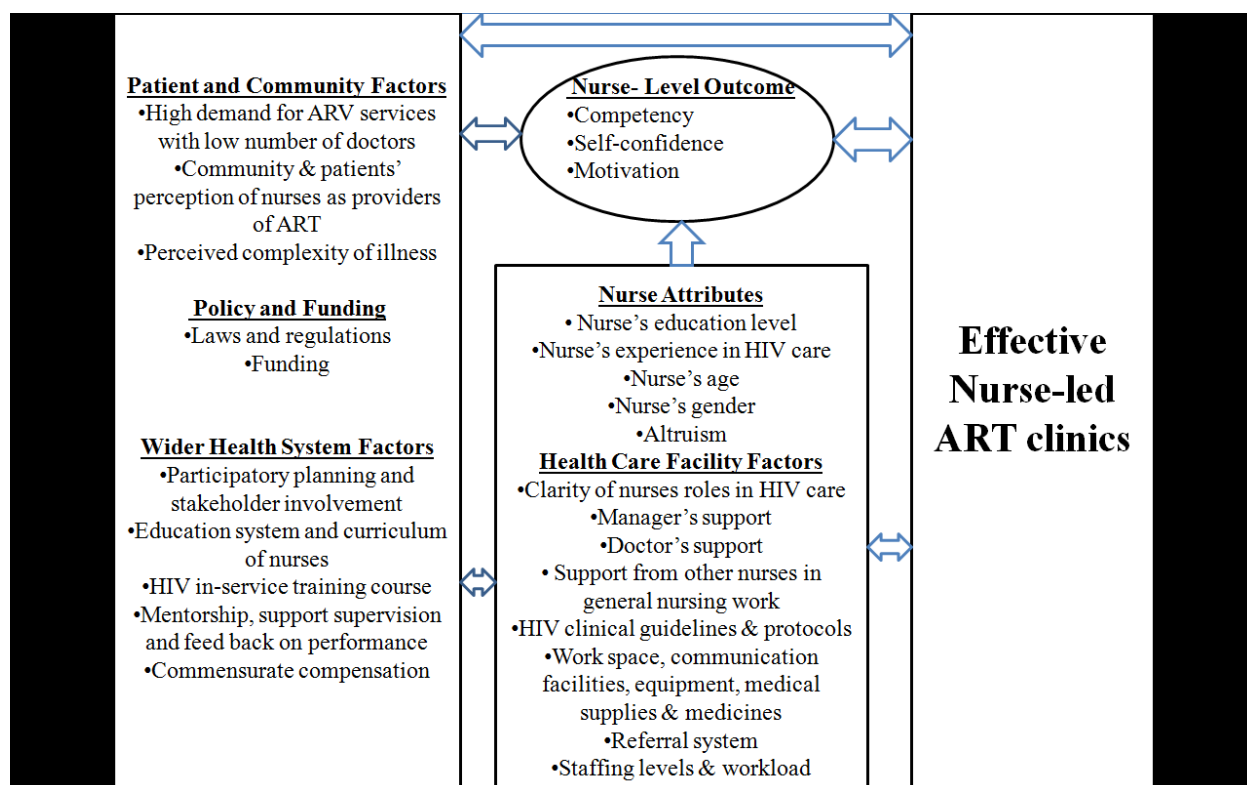 Patient and Community Factors
•High demand for ARV services
with low number of doctors
•Community & patients’
perception of nurses as providers
of ART
•Perceived complexity of illness
Policy and Funding
•Laws and regulations
•Funding
Wider Health System Factors
•Participatory planning and
stakeholder involvement
•Education system and curriculum
of nurses
•HIV in-service training course
•Mentorship, support supervision
and feed back on performance
•Commensurate compensation
Nurse- Level Outcome
•Competency
•Self-confidence
•Motivation
Nurse Attributes
• Nurse’s education level
•Nurse’s experience in HIV care
•Nurse’s age
•Nurse’s gender
•Altruism
Health Care Facility Factors
•Clarity of nurses roles in HIV care
•Manager’s support
•Doctor’s support
• Support from other nurses in
general nursing work
•HIV clinical guidelines & protocols
•Work space, communication
facilities, equipment, medical
supplies & medicines
•Referral system
•Staffing levels & workload
Effective
Nurse-led
ART clinics